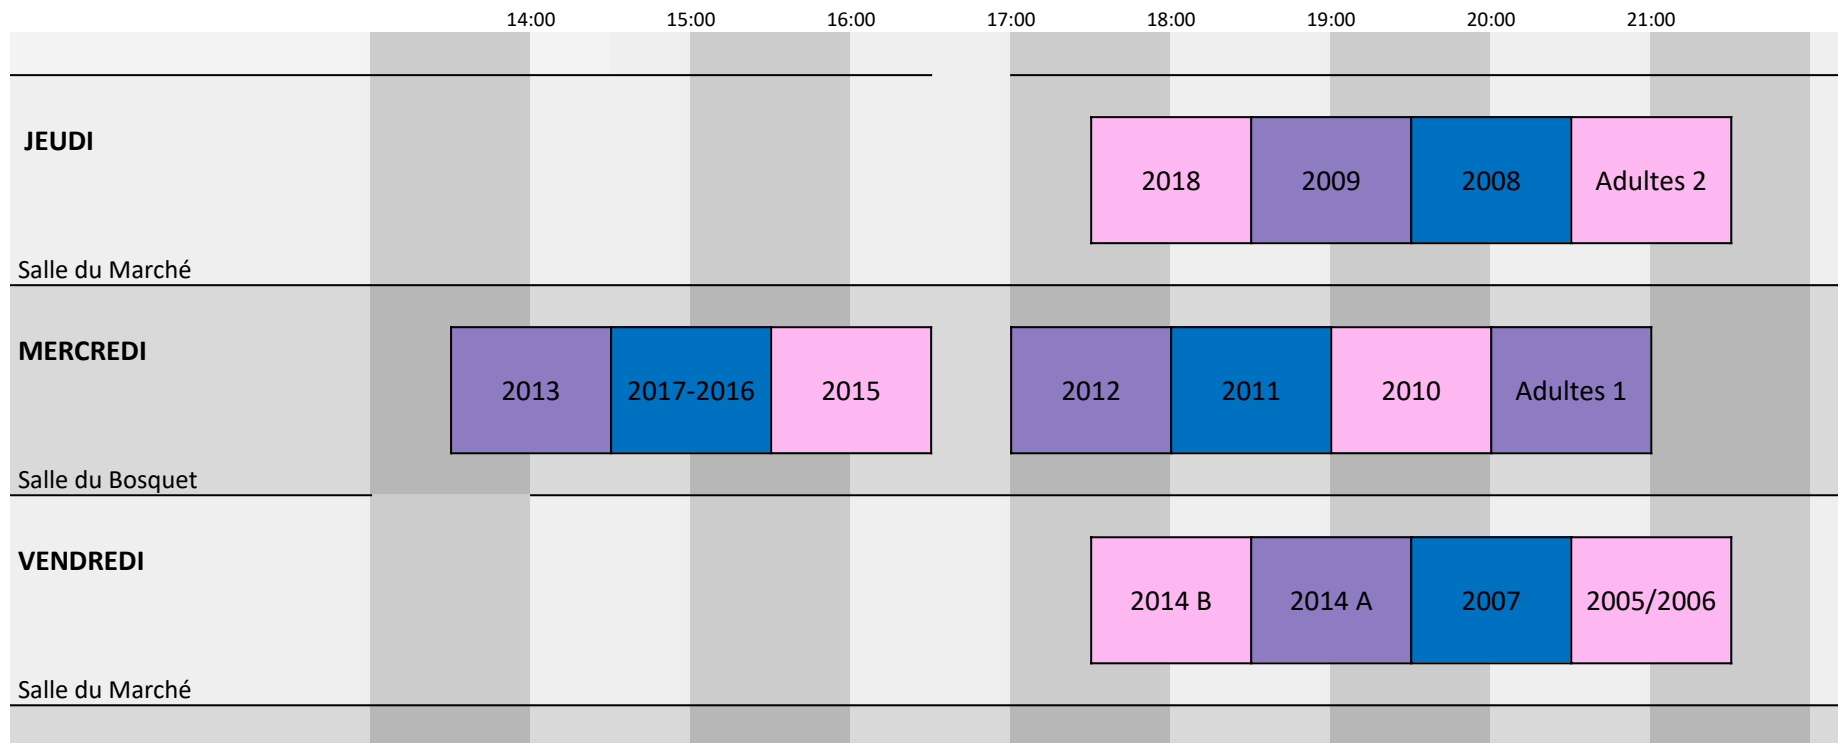 14:00 15:00 16:00 17:00 18:00 19:00 20:00 21:00
JEUDI
2018 2009 2008 Adultes 2
Salle du Marché
MERCREDI
2013 2017-2016 2015 2012 2011 2010 Adultes 1
Salle du Bosquet
VENDREDI
2014 B 2014 A 2007 2005/2006
Salle du Marché